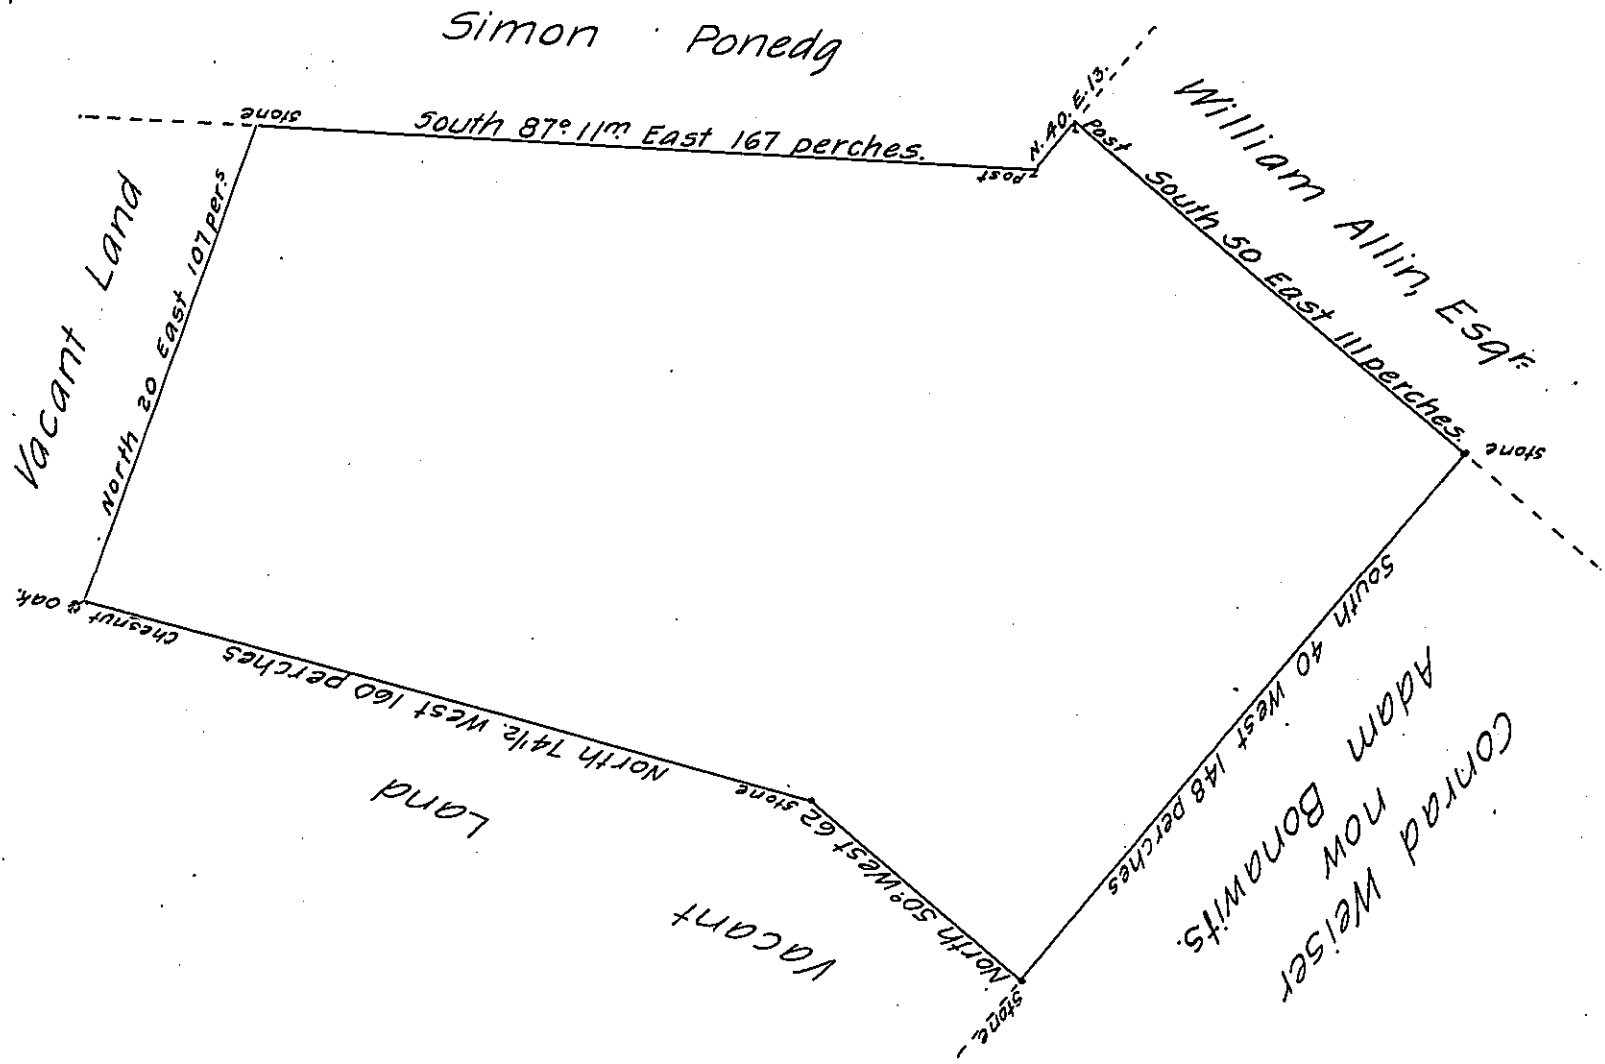 Simon Ponedg
stone
South 87° 11m East 167 perches.
Post
N. 40. E. 13.
Post
William Allin, Esqr.
South 50 East 111 perches.
stone
South 40 West 148 perches
Conrad Weiser
now
Adam Bonawits.
Stone
North 50° West 62
stone
North 74½ West 160 perches
Vacant Land
chesnut @ oak.
North 20 East 107 pers
Vacant Land